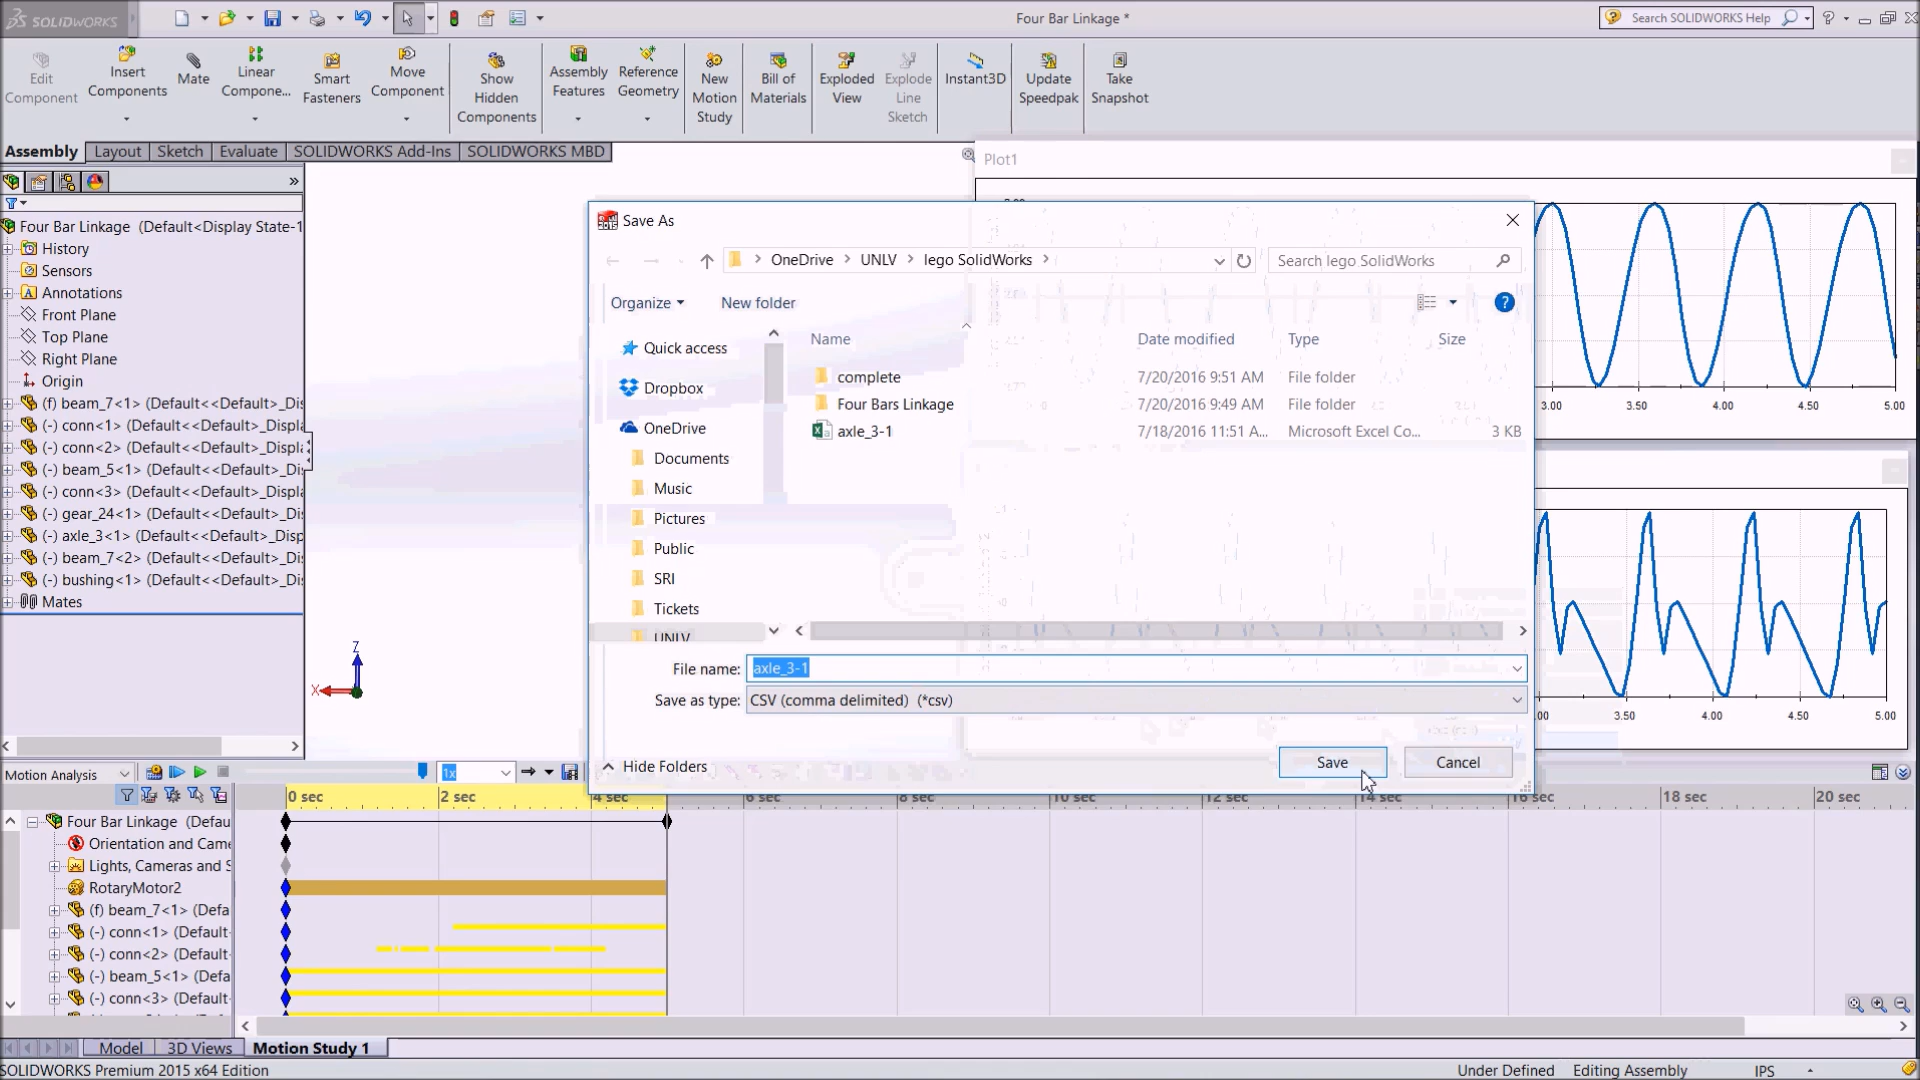 SOLIDWORKS
Four Bar Linkage *
Search SOLIDWORKS Help
Edit Component
Insert Components
Mate
Linear Compone...
Smart Fasteners
Move Component
Show Hidden Components
Assembly Features
Reference Geometry
New Motion Study
Bill of Materials
Exploded View
Explode Line Sketch
Instant3D
Update Speedpak
Take Snapshot
Assembly Layout Sketch Evaluate SOLIDWORKS Add-Ins SOLIDWORKS MBD
Plot1
Four Bar Linkage (Default<Display State-1
History
Sensors
Annotations
Front Plane
Top Plane
Right Plane
Origin
(f) beam_7<1> (Default<<Default>_Dis
(-) conn<1> (Default<<Default>_Displa
(-) conn<2> (Default<<Default>_Displa
(-) beam_5<1> (Default<<Default>_Dis
(-) conn<3> (Default<<Default>_Displa
(-) gear_24<1> (Default<<Default>_Dis
(-) axle_3<1> (Default<<Default>_Disp
(-) beam_7<2> (Default<<Default>_Dis
(-) bushing<1> (Default<<Default>_Dis
Mates
Z
X
Save As
OneDrive > UNLV > lego SolidWorks >
Search lego SolidWorks
Organize
New folder
Quick access
Dropbox
OneDrive
Documents
Music
Pictures
Public
SRI
Tickets
UNLV
Name Date modified Type Size
complete 7/20/2016 9:51 AM File folder
Four Bars Linkage 7/20/2016 9:49 AM File folder
axle_3-1 7/18/2016 11:51 A... Microsoft Excel Co... 3 KB
File name: axle_3-1
Save as type: CSV (comma delimited) (*csv)
Hide Folders
Save
Cancel
3.00 3.50 4.00 4.50 5.00
3.50 4.00 4.50 5.00
Motion Analysis
1x
0 sec 2 sec 4 sec 6 sec 8 sec 10 sec 12 sec 14 sec 16 sec 18 sec 20 sec
Four Bar Linkage (Defau
Orientation and Came
Lights, Cameras and S
RotaryMotor2
(f) beam_7<1> (Defa
(-) conn<1> (Default
(-) conn<2> (Default
(-) beam_5<1> (Defa
(-) conn<3> (Default
Model 3D Views Motion Study 1
SOLIDWORKS Premium 2015 x64 Edition
Under Defined Editing Assembly IPS